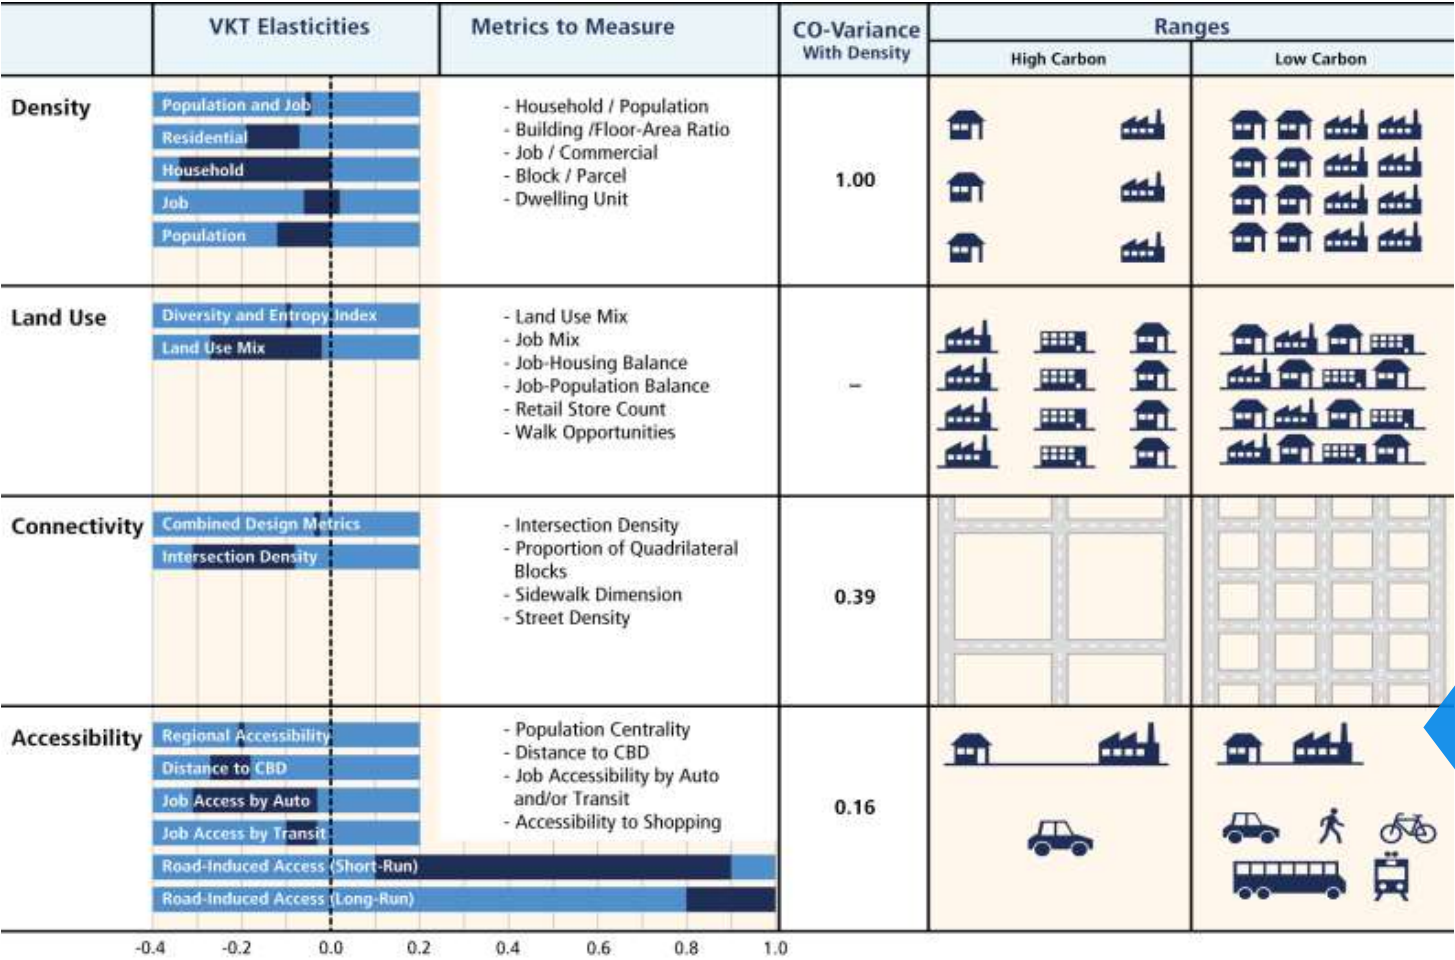 VKT Elasticities
Metrics to Measure
CO-Variance
With Density
Ranges
High Carbon
Low Carbon
Density
Population and Job
Residential
Household
Job
Population
- Household / Population
- Building /Floor-Area Ratio
- Job / Commercial
- Block / Parcel
- Dwelling Unit
1.00
Land Use
Diversity and Entropy Index
Land Use Mix
- Land Use Mix
- Job Mix
- Job-Housing Balance
- Job-Population Balance
- Retail Store Count
- Walk Opportunities
–
Connectivity
Combined Design Metrics
Intersection Density
- Intersection Density
- Proportion of Quadrilateral
Blocks
- Sidewalk Dimension
- Street Density
0.39
Accessibility
Regional Accessibility
Distance to CBD
Job Access by Auto
Job Access by Transit
Road-Induced Access (Short-Run)
Road-Induced Access (Long-Run)
- Population Centrality
- Distance to CBD
- Job Accessibility by Auto
and/or Transit
- Accessibility to Shopping
0.16
-0.4 -0.2 0.0 0.2 0.4 0.6 0.8 1.0